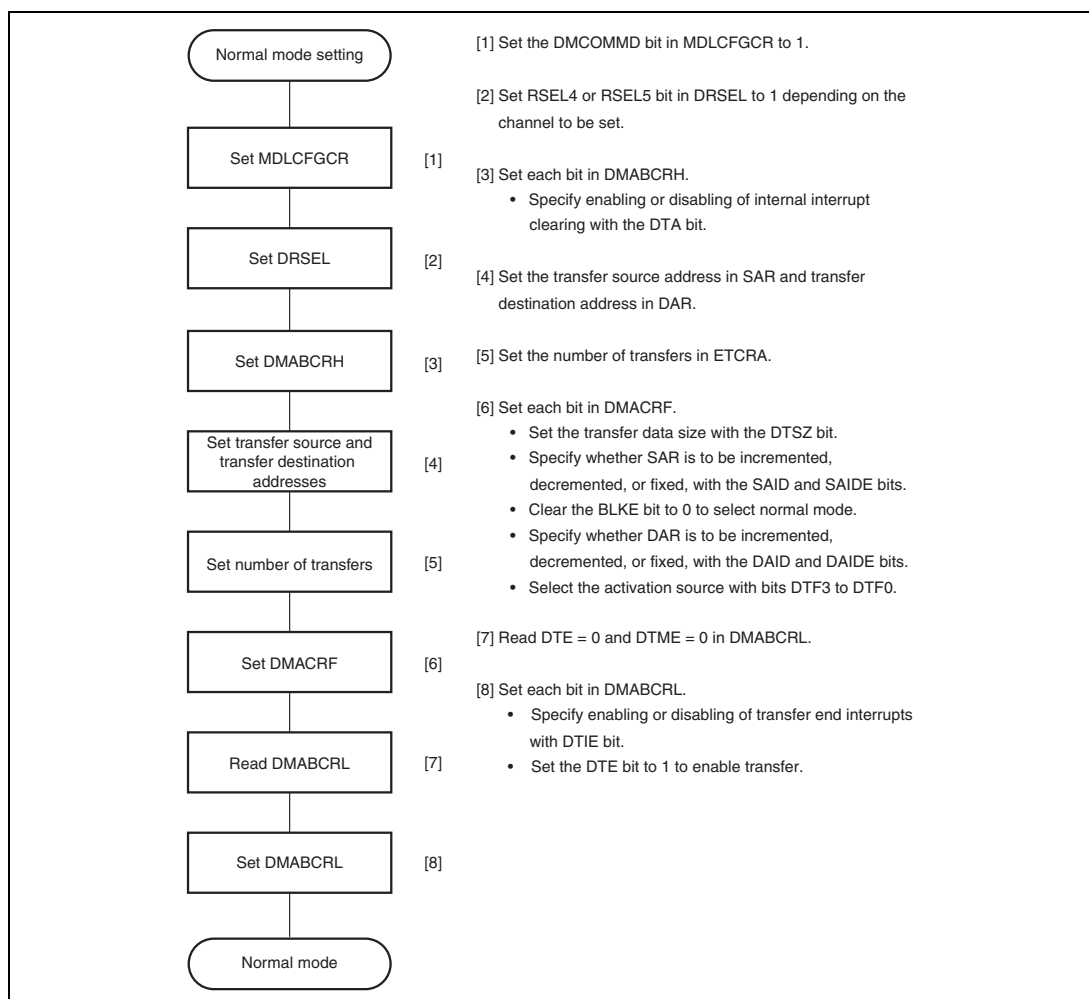 Normal mode setting
Set MDLCFGCR
[1]
Set DRSEL
[2]
Set DMABCRH
[3]
Set transfer source and
transfer destination
addresses
[4]
Set number of transfers
[5]
Set DMACRF
[6]
Read DMABCRL
[7]
Set DMABCRL
[8]
Normal mode
[1] Set the DMCOMMD bit in MDLCFGCR to 1.
[2] Set RSEL4 or RSEL5 bit in DRSEL to 1 depending on the
channel to be set.
[3] Set each bit in DMABCRH.
• Specify enabling or disabling of internal interrupt
clearing with the DTA bit.
[4] Set the transfer source address in SAR and transfer
destination address in DAR.
[5] Set the number of transfers in ETCRA.
[6] Set each bit in DMACRF.
• Set the transfer data size with the DTSZ bit.
• Specify whether SAR is to be incremented,
decremented, or fixed, with the SAID and SAIDE bits.
• Clear the BLKE bit to 0 to select normal mode.
• Specify whether DAR is to be incremented,
decremented, or fixed, with the DAID and DAIDE bits.
• Select the activation source with bits DTF3 to DTF0.
[7] Read DTE = 0 and DTME = 0 in DMABCRL.
[8] Set each bit in DMABCRL.
• Specify enabling or disabling of transfer end interrupts
with DTIE bit.
• Set the DTE bit to 1 to enable transfer.